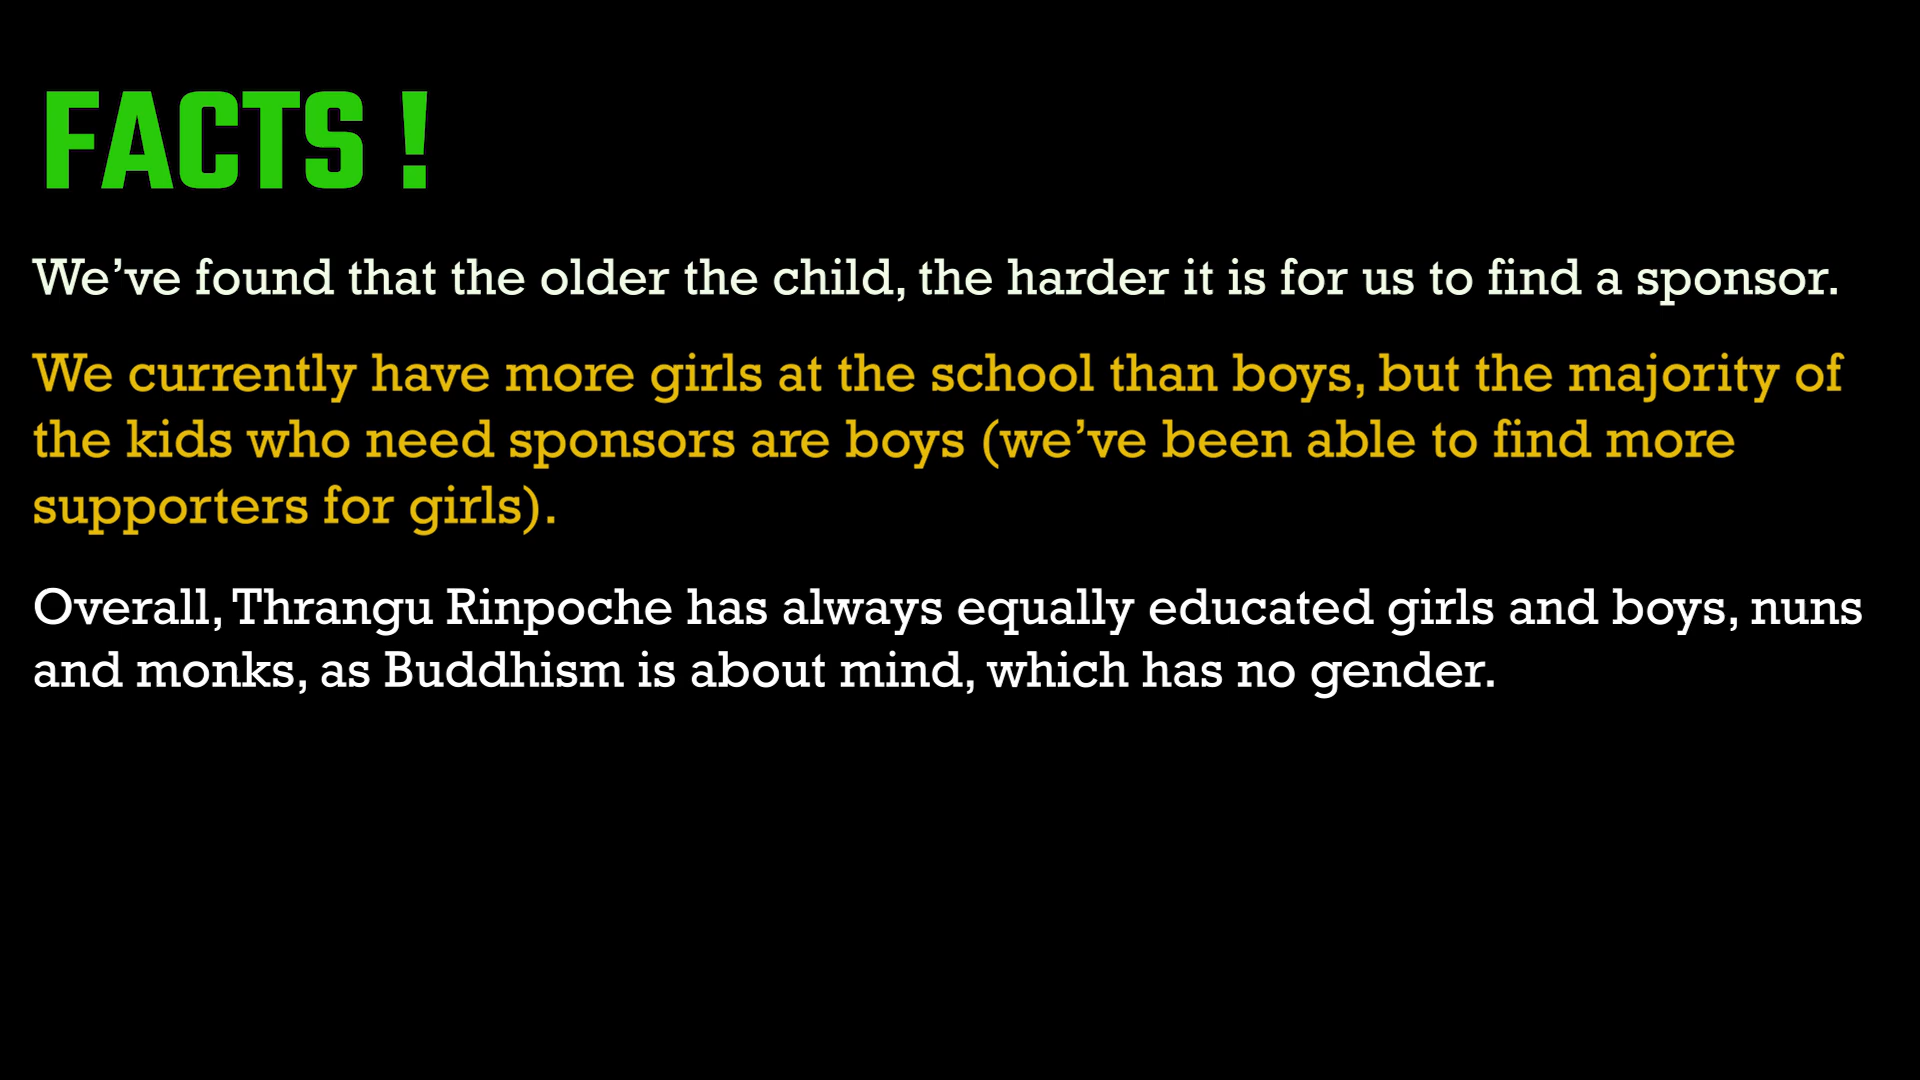 FACTS !
We’ve found that the older the child, the harder it is for us to find a sponsor.
We currently have more girls at the school than boys, but the majority of
the kids who need sponsors are boys (we’ve been able to find more
supporters for girls).
Overall, Thrangu Rinpoche has always equally educated girls and boys, nuns
and monks, as Buddhism is about mind, which has no gender.